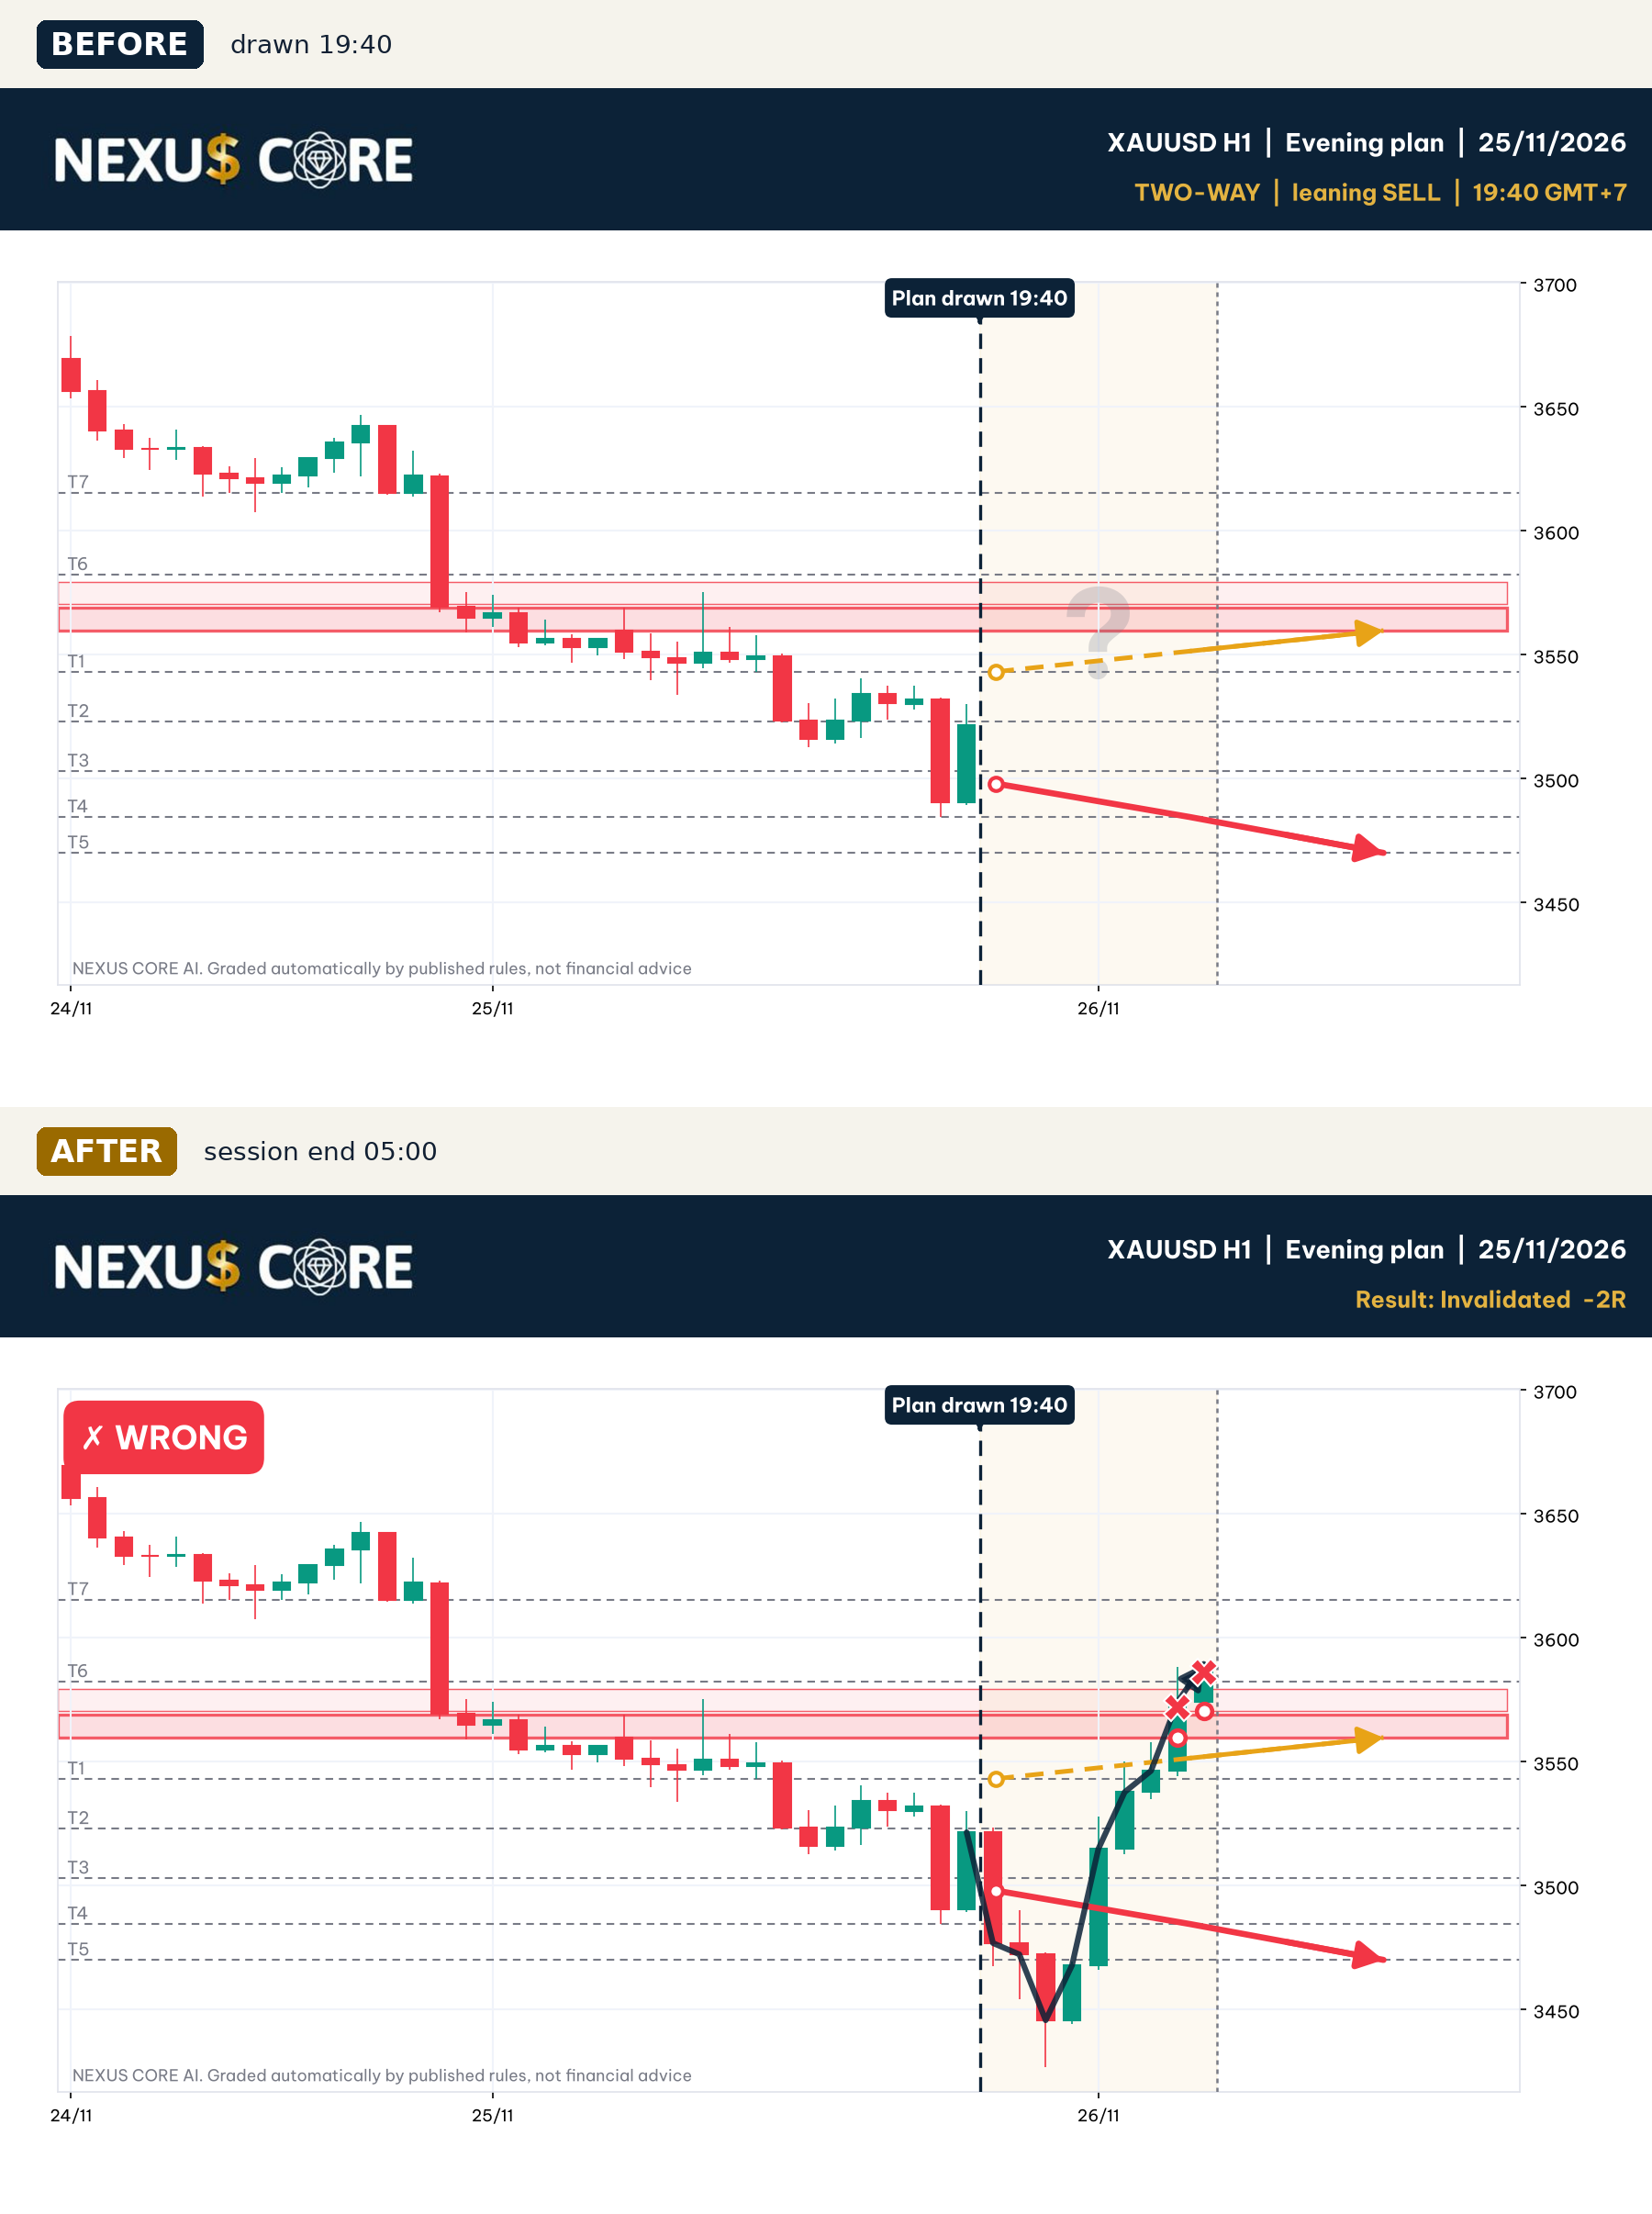 BEFORE drawn 19:40
NEXU$ CORE
XAUUSD H1 | Evening plan | 25/11/2026
TWO-WAY | leaning SELL | 19:40 GMT+7
Plan drawn 19:40
3700
3650
T7
3600
T6
?
3550
T1
T2
T3
3500
T4
T5
3450
NEXUS CORE AI. Graded automatically by published rules, not financial advice
24/11 25/11 26/11
AFTER session end 05:00
NEXU$ CORE
XAUUSD H1 | Evening plan | 25/11/2026
Result: Invalidated -2R
Plan drawn 19:40
3700
✗ WRONG
3650
T7
3600
T6
3550
T1
T2
T3
3500
T4
T5
3450
NEXUS CORE AI. Graded automatically by published rules, not financial advice
24/11 25/11 26/11